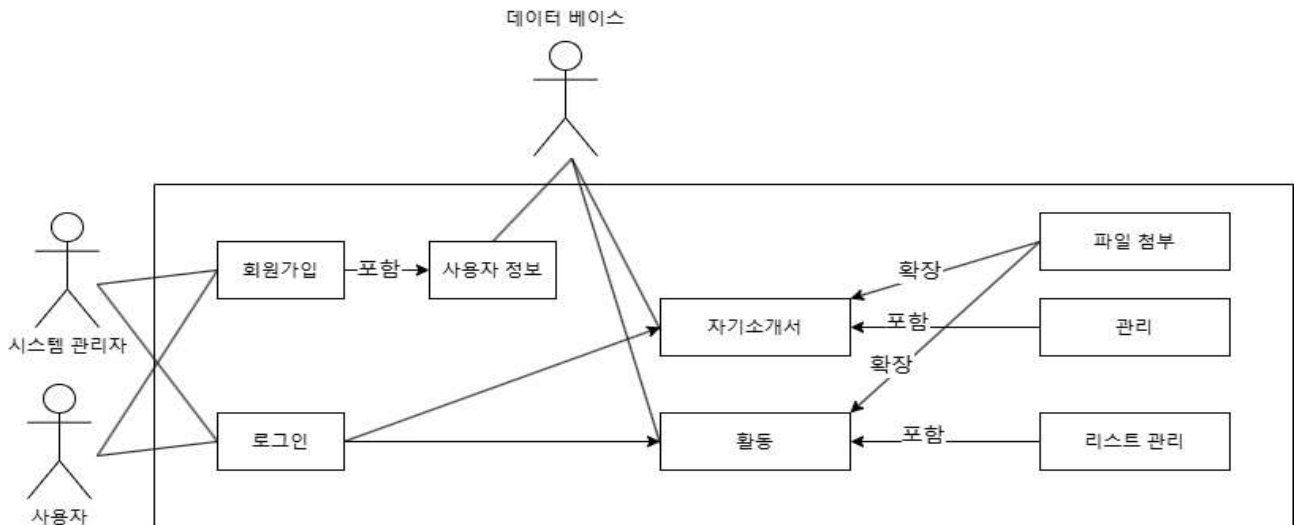 데이터 베이스
회원가입
포함
사용자 정보
파일 첨부
확장
시스템 관리자
자기소개서
포함
관리
확장
로그인
활동
포함
리스트 관리
사용자